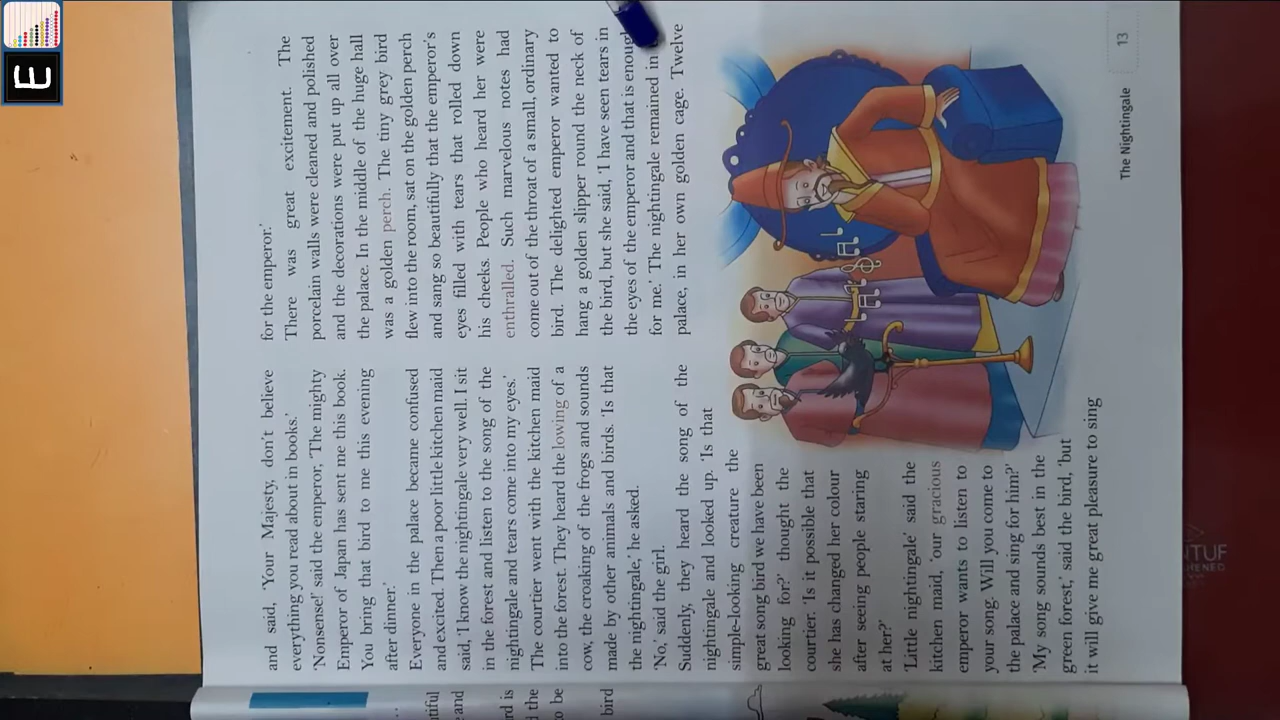 E
and said, 'Your Majesty, don't believe
everything you read about in books.'
'Nonsense!' said the emperor, 'The mighty
Emperor of Japan has sent me this book.
You bring that bird to me this evening
after dinner.'
Everyone in the palace became confused
and excited. Then a poor little kitchen maid
said, 'I know the nightingale very well. I sit
in the forest and listen to the song of the
nightingale and tears come into my eyes.'
The courtier went with the kitchen maid
into the forest. They heard the lowing of a
cow, the croaking of the frogs and sounds
made by other animals and birds. 'Is that
the nightingale,' he asked.
'No,' said the girl.
Suddenly, they heard the song of the
nightingale and looked up. 'Is that
simple-looking creature the
great song bird we have been
looking for?' thought the
courtier. 'Is it possible that
she has changed her colour
after seeing people staring
at her?'
'Little nightingale' said the
kitchen maid, 'our gracious
emperor wants to listen to
your song. Will you come to
the palace and sing for him?'
'My song sounds best in the
green forest,' said the bird, 'but
it will give me great pleasure to sing
for the emperor.'
There was great excitement. The
porcelain walls were cleaned and polished
and the decorations were put up all over
the palace. In the middle of the huge hall
was a golden perch. The tiny grey bird
flew into the room, sat on the golden perch
and sang so beautifully that the emperor's
eyes filled with tears that rolled down
his cheeks. People who heard her were
enthralled. Such marvelous notes had
come out of the throat of a small, ordinary
bird. The delighted emperor wanted to
hang a golden slipper round the neck of
the bird, but she said, 'I have seen tears in
the eyes of the emperor and that is enough
for me.' The nightingale remained in
palace, in her own golden cage. Twelve
The Nightingale
13
and
rd is
d the
o be
bird